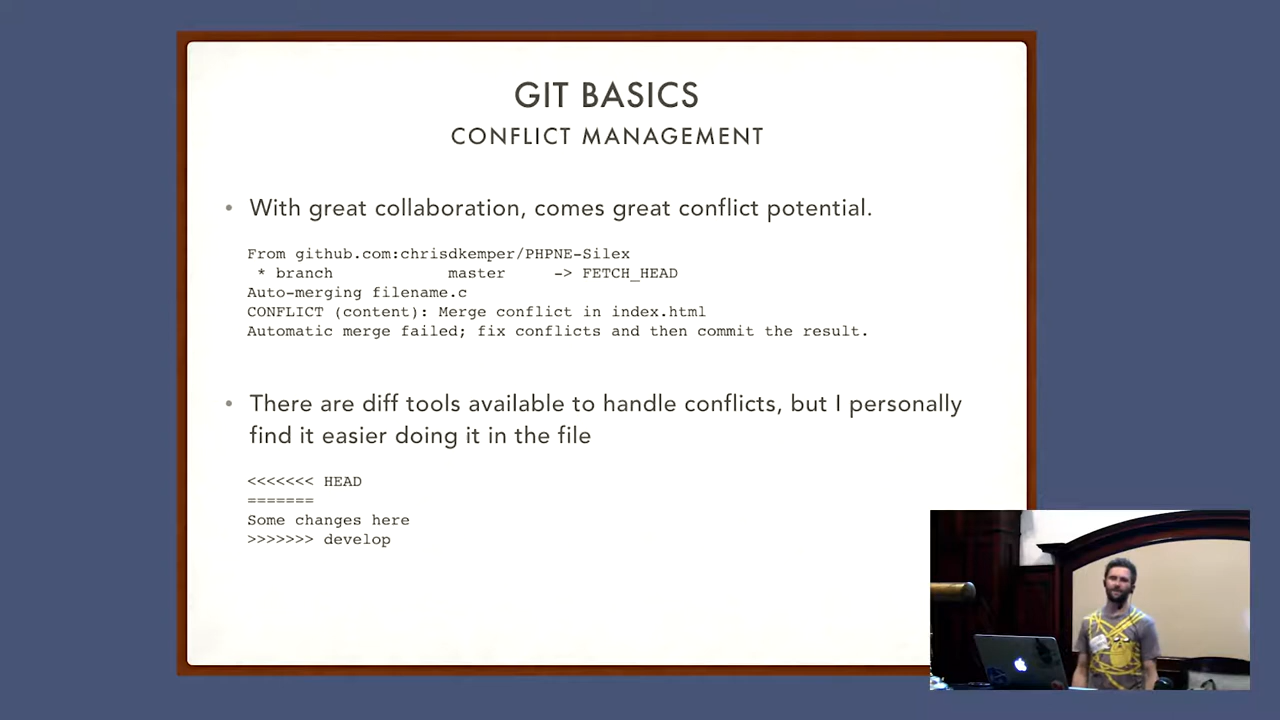 GIT BASICS
CONFLICT MANAGEMENT
• With great collaboration, comes great conflict potential.
From github.com:chrisdkemper/PHPNE-Silex
* branch            master     -> FETCH_HEAD
Auto-merging filename.c
CONFLICT (content): Merge conflict in index.html
Automatic merge failed; fix conflicts and then commit the result.
• There are diff tools available to handle conflicts, but I personally
find it easier doing it in the file
<<<<<<< HEAD
=======
Some changes here
>>>>>>> develop